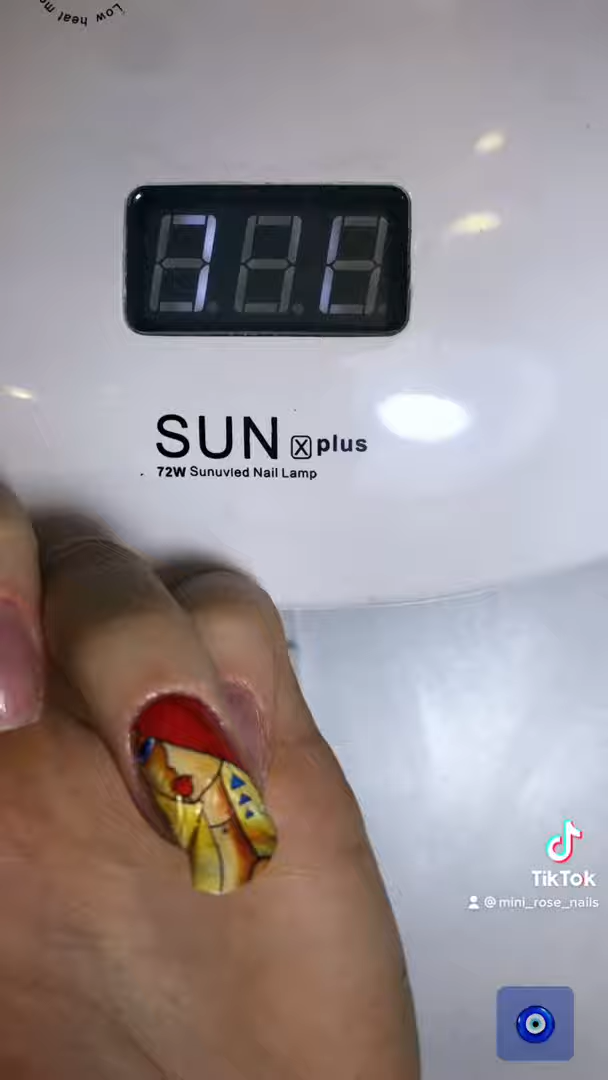 Low heat m
SUN X plus
72W Sunuvled Nail Lamp
TikTok
@mini_rose_nails